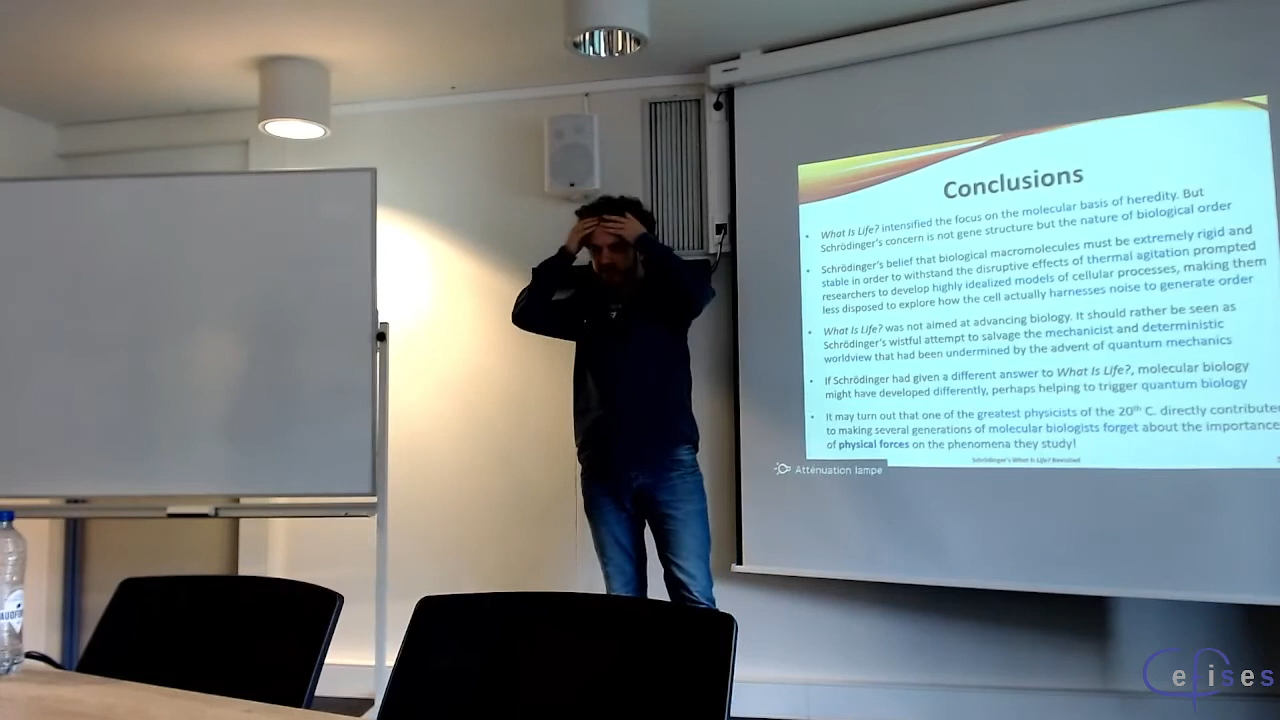 Conclusions
• What Is Life? intensified the focus on the molecular basis of heredity. But
Schrödinger's concern is not gene structure but the nature of biological order
• Schrödinger's belief that biological macromolecules must be extremely rigid and
stable in order to withstand the disruptive effects of thermal agitation prompted
researchers to develop highly idealized models of cellular processes, making them
less disposed to explore how the cell actually harnesses noise to generate order
• What Is Life? was not aimed at advancing biology. It should rather be seen as
Schrödinger's wistful attempt to salvage the mechanicist and deterministic
worldview that had been undermined by the advent of quantum mechanics
• If Schrödinger had given a different answer to What Is Life?, molecular biology
might have developed differently, perhaps helping to trigger quantum biology
• It may turn out that one of the greatest physicists of the 20th C. directly contribute
to making several generations of molecular biologists forget about the importance
of physical forces on the phenomena they study!
Schrödinger's What Is Life? Revisited
Atténuation lampe
Cefises